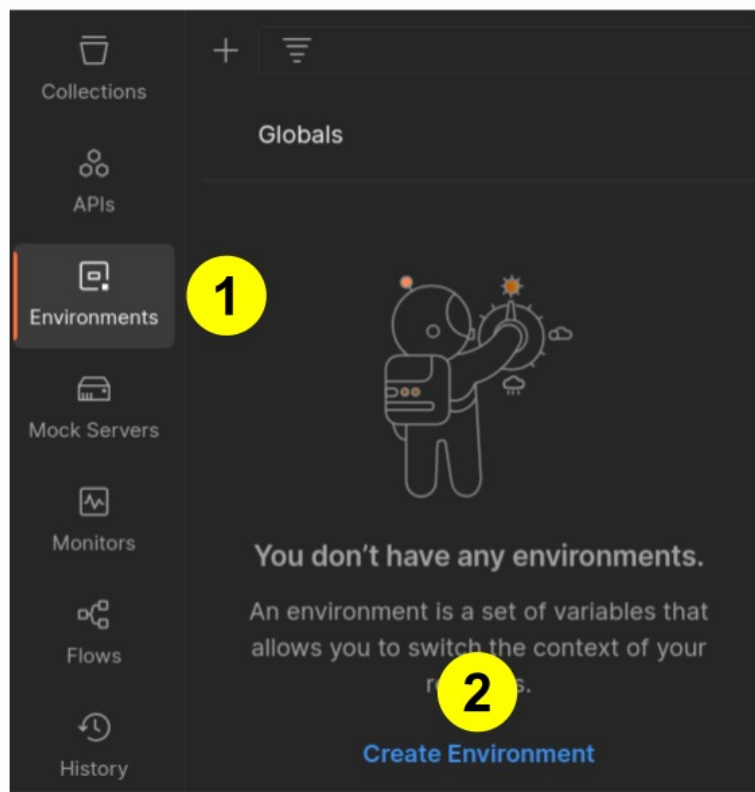 Collections
APIs
Environments
Mock Servers
Monitors
Flows
History
Globals
1
You don't have any environments.
An environment is a set of variables that
allows you to switch the context of your
2
Create Environment